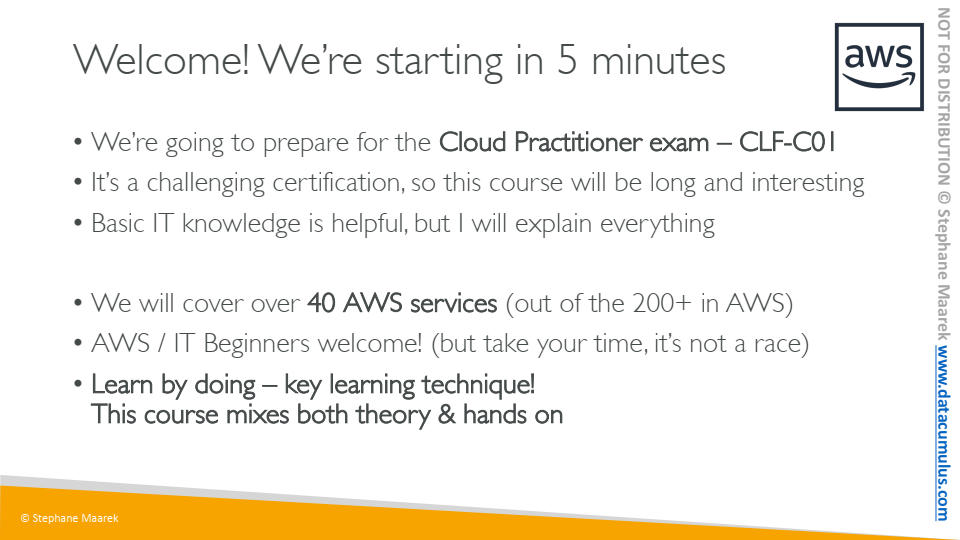 Welcome! We're starting in 5 minutes
aws
• We're going to prepare for the Cloud Practitioner exam – CLF-C01
• It's a challenging certification, so this course will be long and interesting
• Basic IT knowledge is helpful, but I will explain everything
• We will cover over 40 AWS services (out of the 200+ in AWS)
• AWS / IT Beginners welcome! (but take your time, it's not a race)
• Learn by doing – key learning technique!
This course mixes both theory & hands on
© Stephane Maarek
NOT FOR DISTRIBUTION © Stephane Maarek www.datacumulus.com